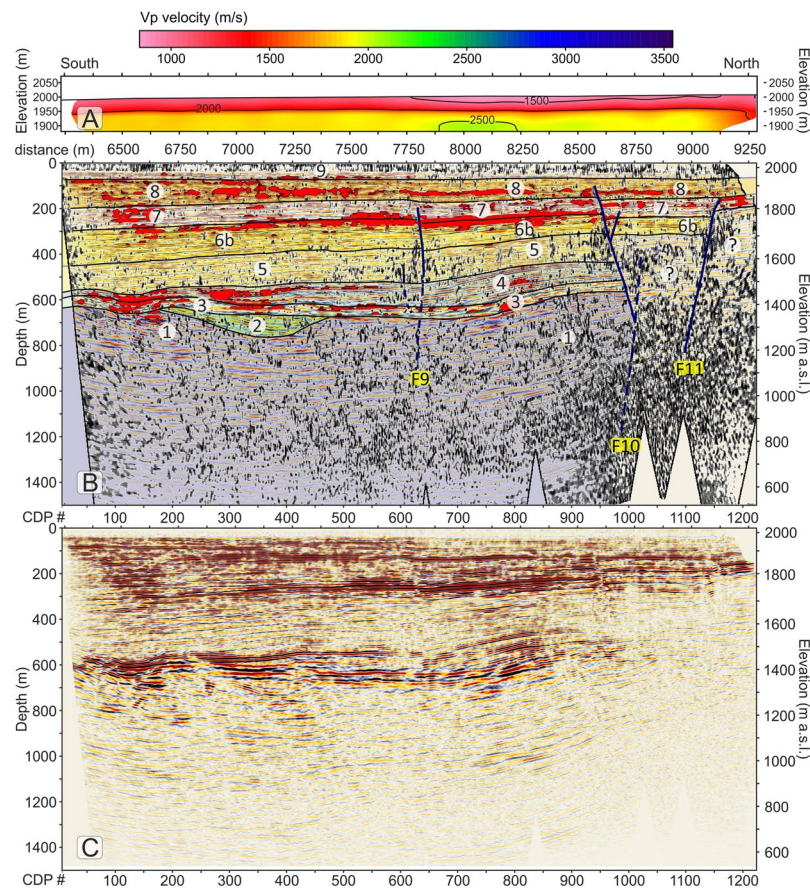 Vp velocity (m/s)
1000 1500 2000 2500 3000 3500
South North
Elevation (m) 2050 2000 1950 1900
A 2000 1500 2500
2050 2000 1950 1900 Elevation (m)
distance (m) 6500 6750 7000 7250 7500 7750 8000 8250 8500 8750 9000 9250
Depth (m) 0 200 400 600 800 1000 1200 1400
9
8 8 8
7 7 7
6b 6b 6b
5 5 ? ?
4
3 3
1 2 1
F9 F11
F10
B
2000 1800 1600 1400 1200 1000 800 600 Elevation (m a.s.l.)
CDP # 100 200 300 400 500 600 700 800 900 1000 1100 1200
Depth (m) 0 200 400 600 800 1000 1200 1400
C
2000 1800 1600 1400 1200 1000 800 600 Elevation (m a.s.l.)
CDP # 100 200 300 400 500 600 700 800 900 1000 1100 1200